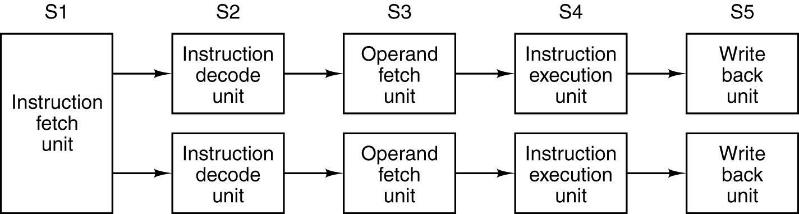 S1
S2
S3
S4
S5
Instruction
fetch
unit
Instruction
decode
unit
Operand
fetch
unit
Instruction
execution
unit
Write
back
unit
Instruction
decode
unit
Operand
fetch
unit
Instruction
execution
unit
Write
back
unit